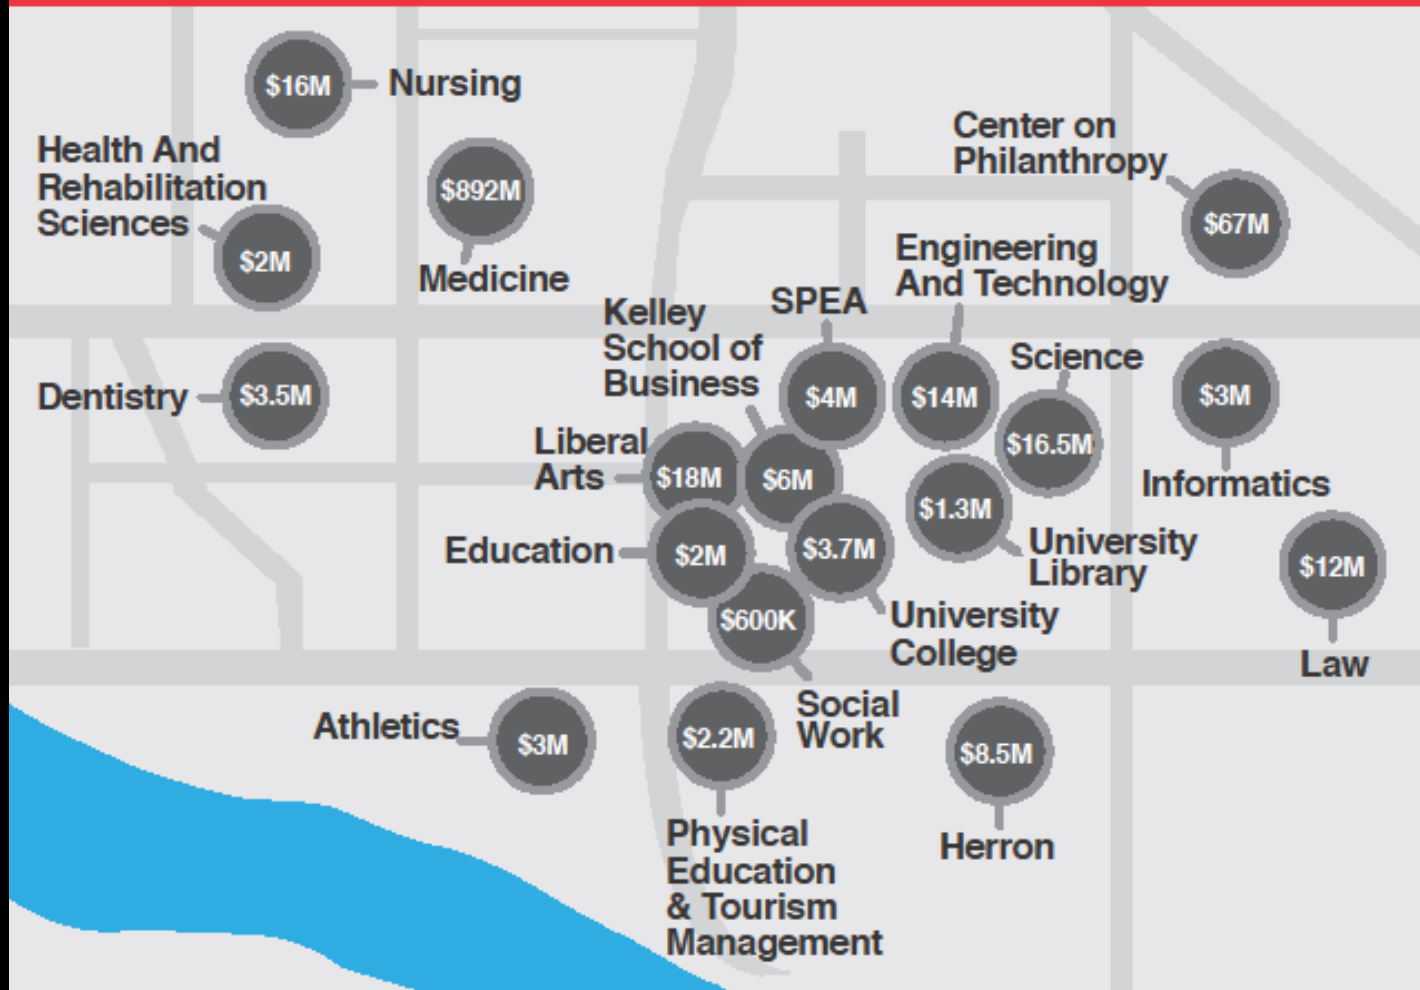 $16M
Nursing
Health And
Rehabilitation
Sciences
$2M
$892M
Medicine
Center on
Philanthropy
$67M
Engineering
And Technology
$14M
SPEA
$4M
Kelley
School of
Business
$6M
Science
$16.5M
$3M
Informatics
Dentistry
$3.5M
Liberal
Arts
$18M
Education
$2M
$3.7M
University
College
$1.3M
University
Library
$12M
Law
$600K
Social
Work
Athletics
$3M
$2.2M
Physical
Education
& Tourism
Management
$8.5M
Herron